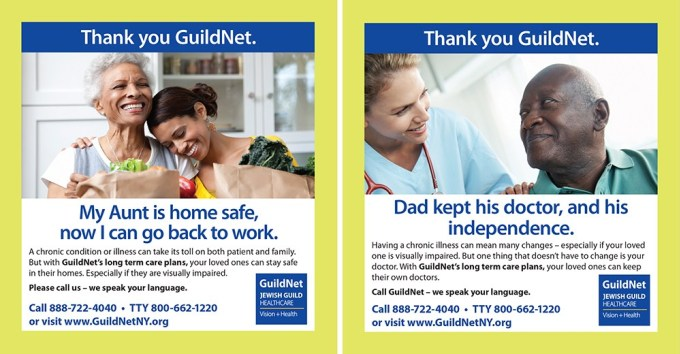 Thank you GuildNet.
My Aunt is home safe,
now I can go back to work.
A chronic condition or illness can take its toll on both patient and family.
But with GuildNet's long term care plans, your loved ones can stay safe
in their homes. Especially if they are visually impaired.
Please call us – we speak your language.
Call 888-722-4040 • TTY 800-662-1220
or visit www.GuildNetNY.org
GuildNet
JEWISH GUILD
HEALTHCARE
Vision + Health
Thank you GuildNet.
Dad kept his doctor, and his
independence.
Having a chronic illness can mean many changes – especially if your loved
one is visually impaired. But one thing that doesn't have to change is your
doctor. With GuildNet's long term care plans, your loved ones can keep
their own doctors.
Call GuildNet – we speak your language.
Call 888-722-4040 • TTY 800-662-1220
or visit www.GuildNetNY.org
GuildNet
JEWISH GUILD
HEALTHCARE
Vision + Health